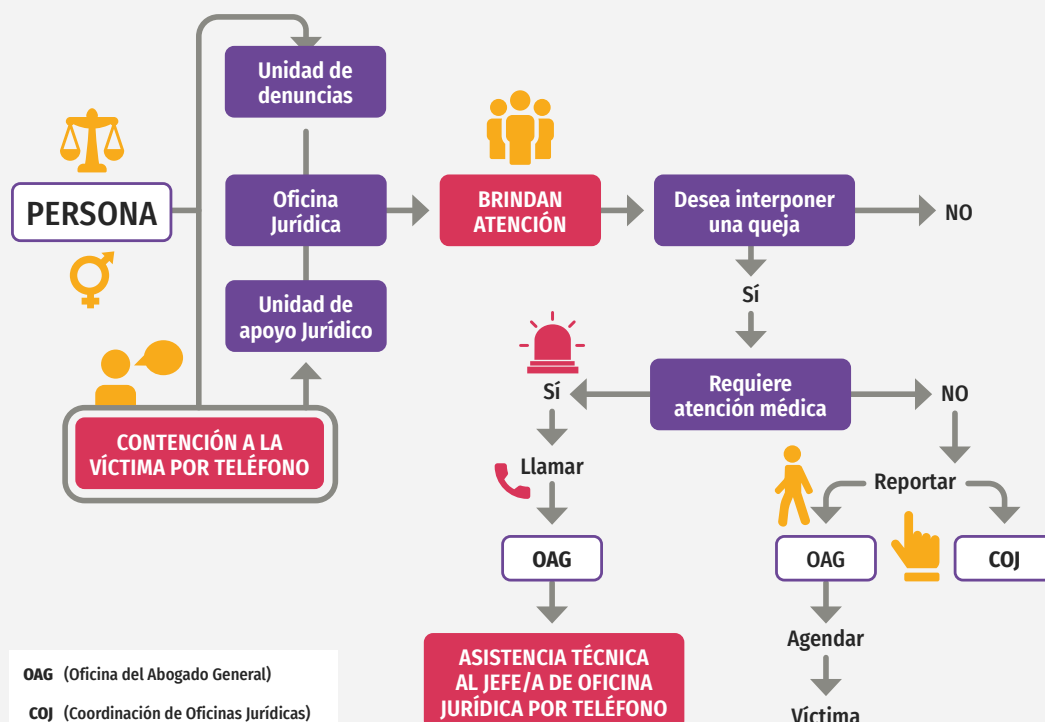 Unidad de
denuncias
PERSONA
Oficina
Jurídica
BRINDAN
ATENCIÓN
Desea interponer
una queja
NO
Unidad de
apoyo Jurídico
Sí
CONTENCIÓN A LA
VÍCTIMA POR TELÉFONO
Requiere
atención médica
Sí
NO
Llamar
Reportar
OAG
OAG
COJ
Agendar
ASISTENCIA TÉCNICA
AL JEFE/A DE OFICINA
JURÍDICA POR TELÉFONO
Víctima
OAG (Oficina del Abogado General)
COJ (Coordinación de Oficinas Jurídicas)